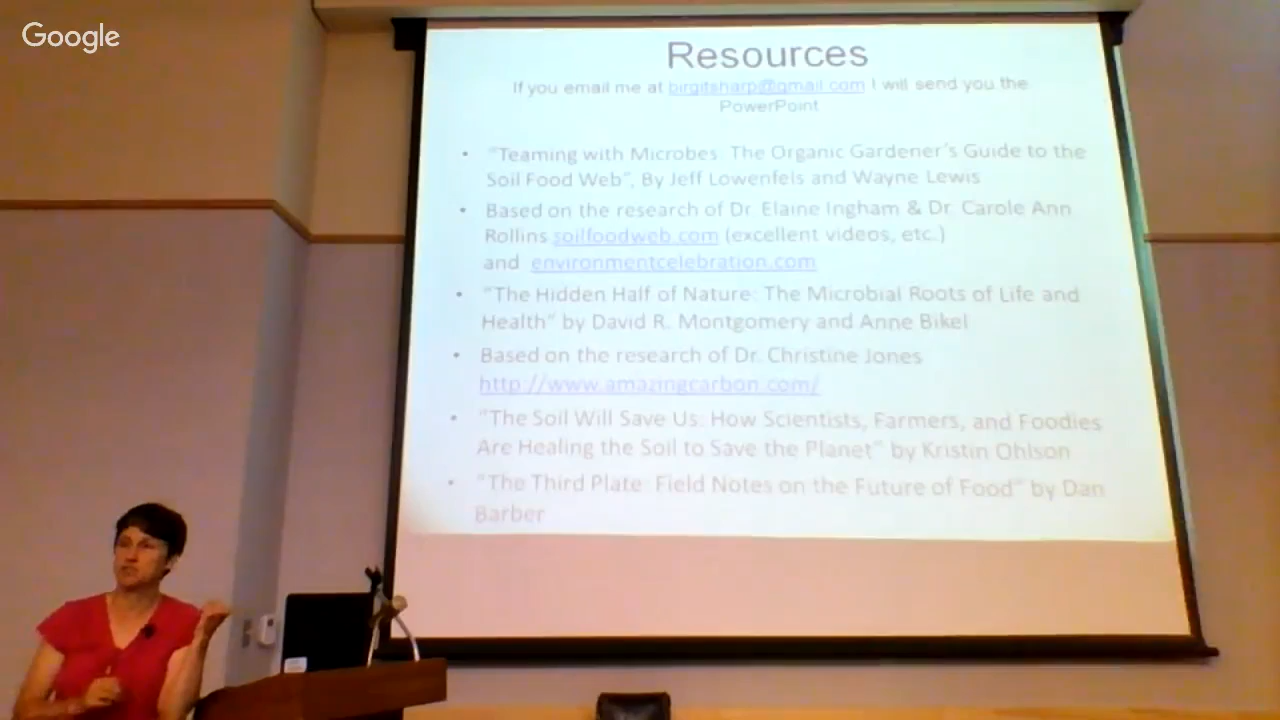 Google
Resources
If you email me at birgitsharp@gmail.com I will send you the
PowerPoint
• "Teaming with Microbes: The Organic Gardener's Guide to the
Soil Food Web", By Jeff Lowenfels and Wayne Lewis
• Based on the research of Dr. Elaine Ingham & Dr. Carole Ann
Rollins soilfoodweb.com (excellent videos, etc.)
and environmentcelebration.com
• "The Hidden Half of Nature: The Microbial Roots of Life and
Health" by David R. Montgomery and Anne Bikel
• Based on the research of Dr. Christine Jones
http://www.amazingcarbon.com/
• "The Soil Will Save Us: How Scientists, Farmers, and Foodies
Are Healing the Soil to Save the Planet" by Kristin Ohlson
• "The Third Plate: Field Notes on the Future of Food" by Dan
Barber